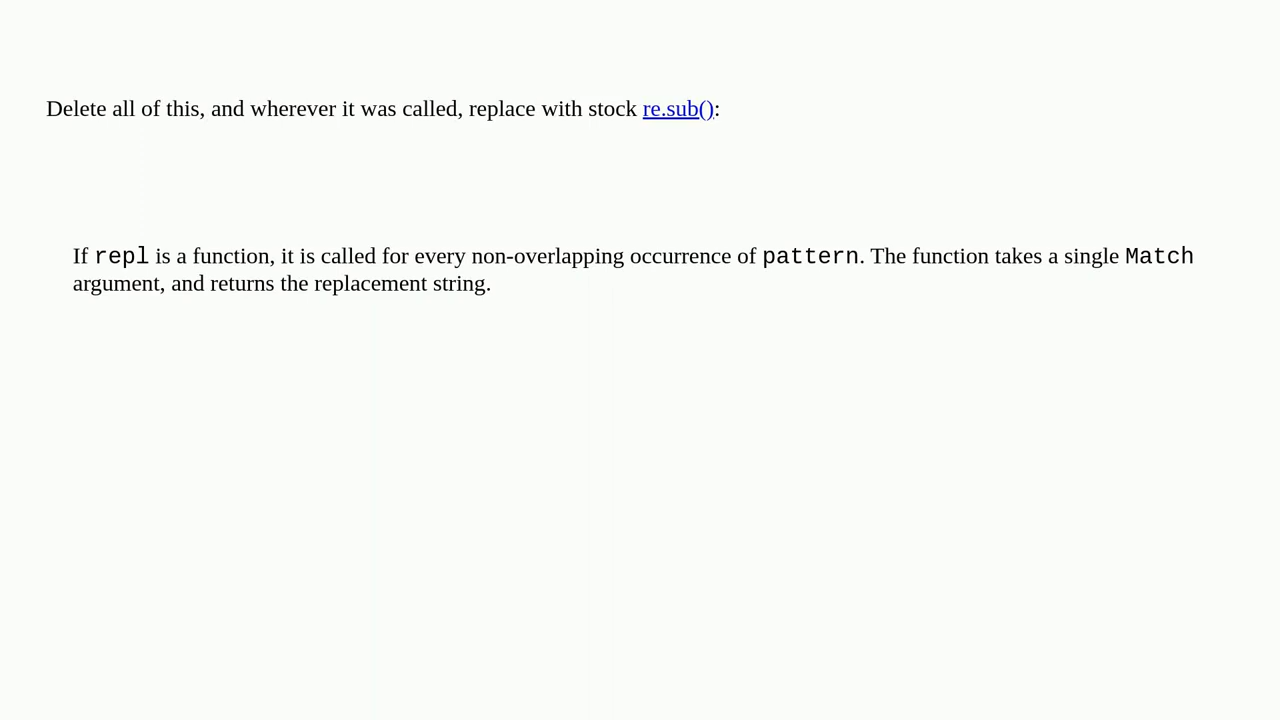 Delete all of this, and wherever it was called, replace with stock re.sub():
If repl is a function, it is called for every non-overlapping occurrence of pattern. The function takes a single Match
argument, and returns the replacement string.